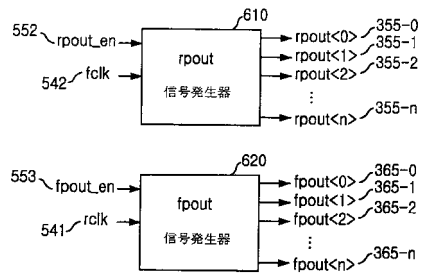 610
552 rpout_en
542 fclk
rpout
信号発生器
rpout<0> 355-0
rpout<1> 355-1
rpout<2> 355-2
⋮
rpout<n> 355-n
620
553 fpout_en
541 rclk
fpout
信号発生器
fpout<0> 365-0
fpout<1> 365-1
fpout<2> 365-2
⋮
fpout<n> 365-n